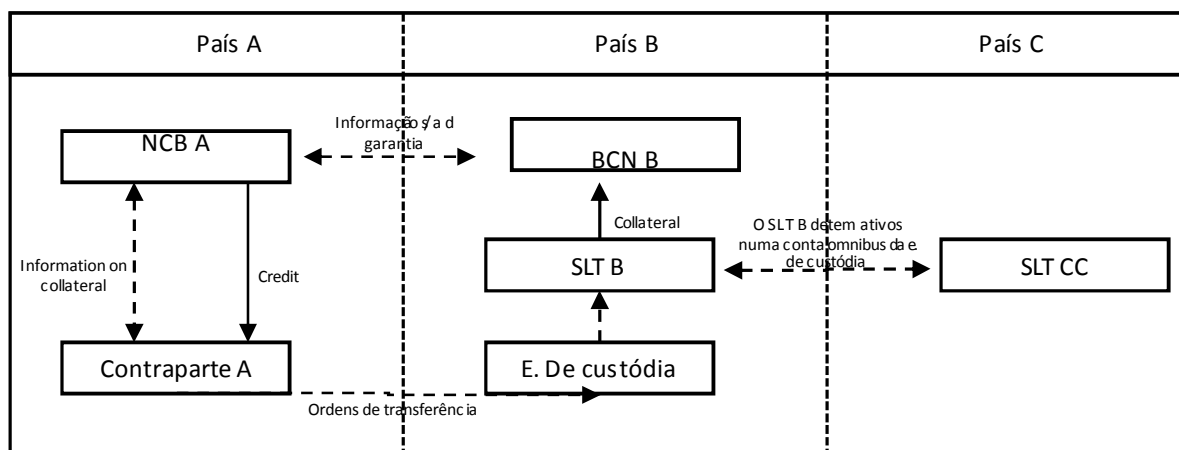 País A
País B
País C
NCB A
Informação s/a d
garantia
BCN B
Information on
collateral
Credit
Collateral
SLT B
O SLT B detem ativos
numa conta omnibus da e.
de custódia
SLT CC
Contraparte A
E. De custódia
Ordens de transferência